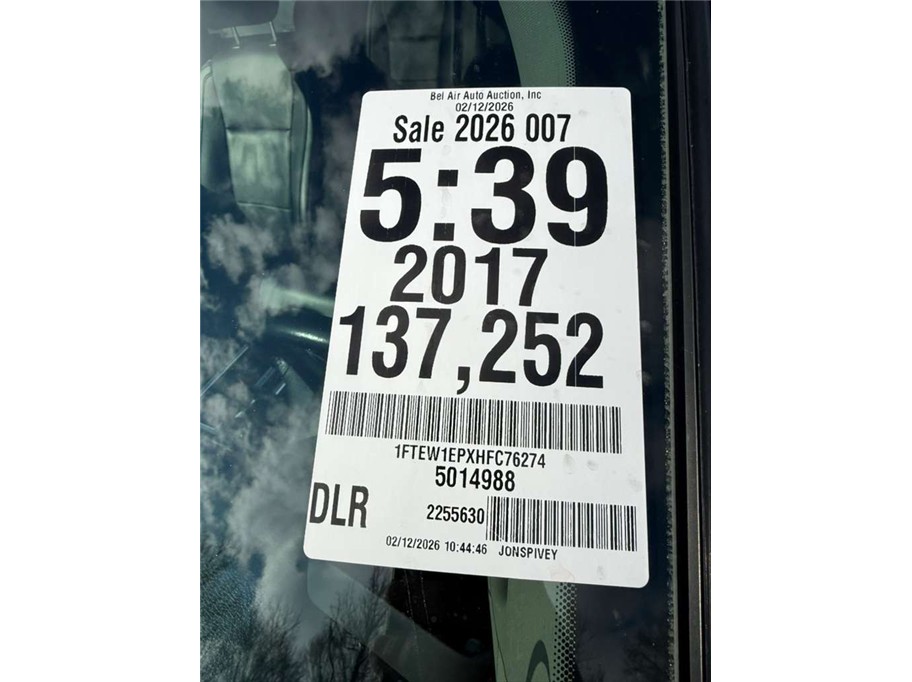 Bel Air Auto Auction, Inc
02/12/2026
Sale 2026 007
5:39
2017
137,252
1FTEW1EPXHFC76274
5014988
DLR
2255630
02/12/2026 10:44:46 JONSPIVEY